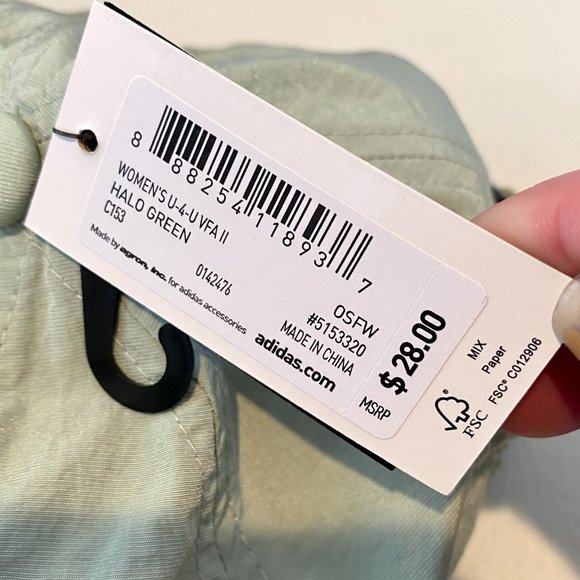 8 88254 11893 7
WOMEN'S U-4-U VFA II
HALO GREEN
C153
0142476
Made by agron, inc. for adidas accessories
OSFW
#5153320
MADE IN CHINA
adidas.com
$28.00
MSRP
MIX
Paper
FSC
FSC® C012906